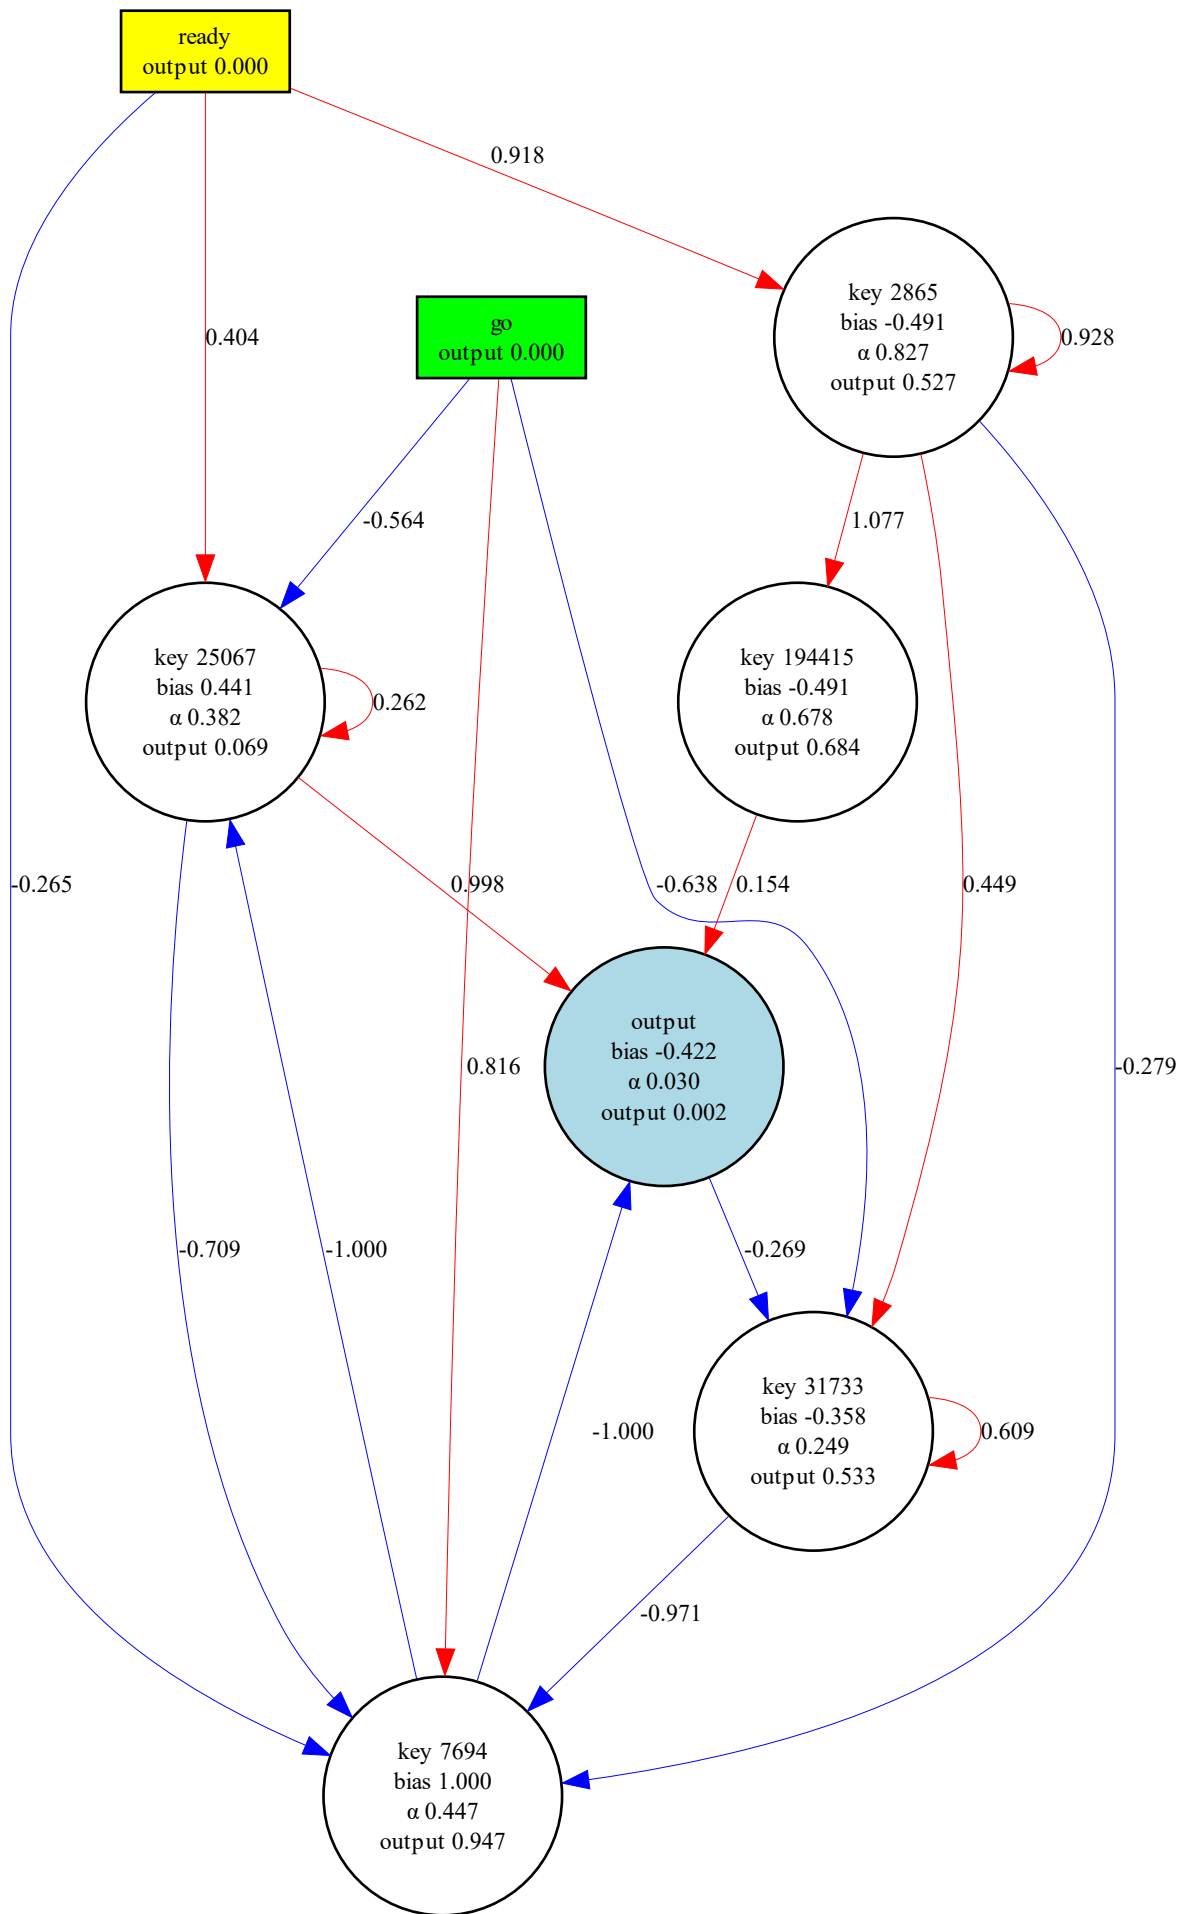 ready
output 0.000
0.918
key 2865
bias -0.491
α 0.827
output 0.527
0.928
go
output 0.000
0.404
-0.564
1.077
key 25067
bias 0.441
α 0.382
output 0.069
0.262
key 194415
bias -0.491
α 0.678
output 0.684
-0.265
0.998
-0.638
0.154
0.449
output
bias -0.422
α 0.030
output 0.002
0.816
-0.279
-0.709
-1.000
-0.269
key 31733
bias -0.358
α 0.249
output 0.533
-1.000
0.609
-0.971
key 7694
bias 1.000
α 0.447
output 0.947